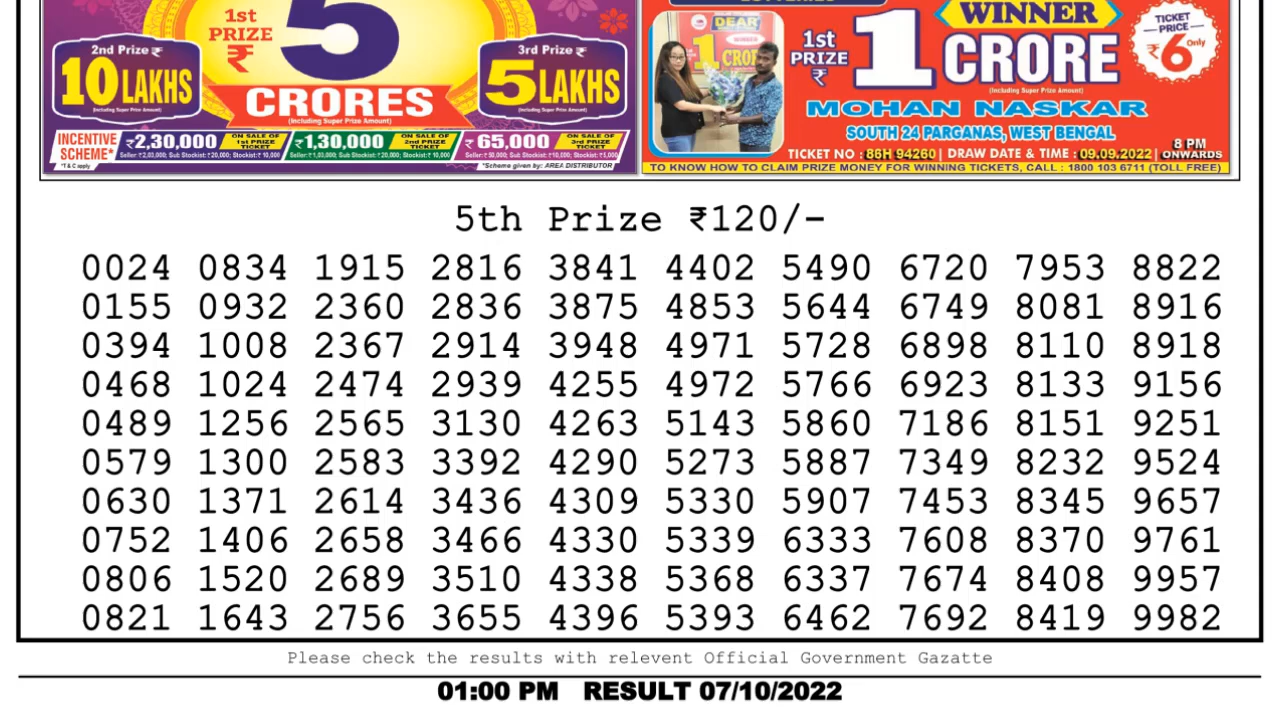 1st
PRIZE
₹
5
CRORES
(Including Super Prize Amount)
2nd Prize ₹
10 LAKHS
(Including Super Prize Amount)
3rd Prize ₹
5 LAKHS
(Including Super Prize Amount)
INCENTIVE SCHEME*
*T & C apply
₹2,30,000 ON SALE OF 1st PRIZE TICKET
₹1,30,000 ON SALE OF 2nd PRIZE TICKET
₹ 65,000 ON SALE OF 3rd PRIZE TICKET
*Scheme given by: AREA DISTRIBUTOR
DEAR
WINNER
1st
PRIZE
₹
1 CRORE
(Including Super Prize Amount)
TICKET
PRICE
₹6 Only
MOHAN NASKAR
SOUTH 24 PARGANAS, WEST BENGAL
TICKET NO : 86H 94260 | DRAW DATE & TIME : 09.09.2022 | 8 PM ONWARDS
TO KNOW HOW TO CLAIM PRIZE MONEY FOR WINNING TICKETS, CALL : 1800 103 6711 (TOLL FREE)
5th Prize ₹120/-
0024 0834 1915 2816 3841 4402 5490 6720 7953 8822
0155 0932 2360 2836 3875 4853 5644 6749 8081 8916
0394 1008 2367 2914 3948 4971 5728 6898 8110 8918
0468 1024 2474 2939 4255 4972 5766 6923 8133 9156
0489 1256 2565 3130 4263 5143 5860 7186 8151 9251
0579 1300 2583 3392 4290 5273 5887 7349 8232 9524
0630 1371 2614 3436 4309 5330 5907 7453 8345 9657
0752 1406 2658 3466 4330 5339 6333 7608 8370 9761
0806 1520 2689 3510 4338 5368 6337 7674 8408 9957
0821 1643 2756 3655 4396 5393 6462 7692 8419 9982
Please check the results with relevent Official Government Gazatte
01:00 PM RESULT 07/10/2022